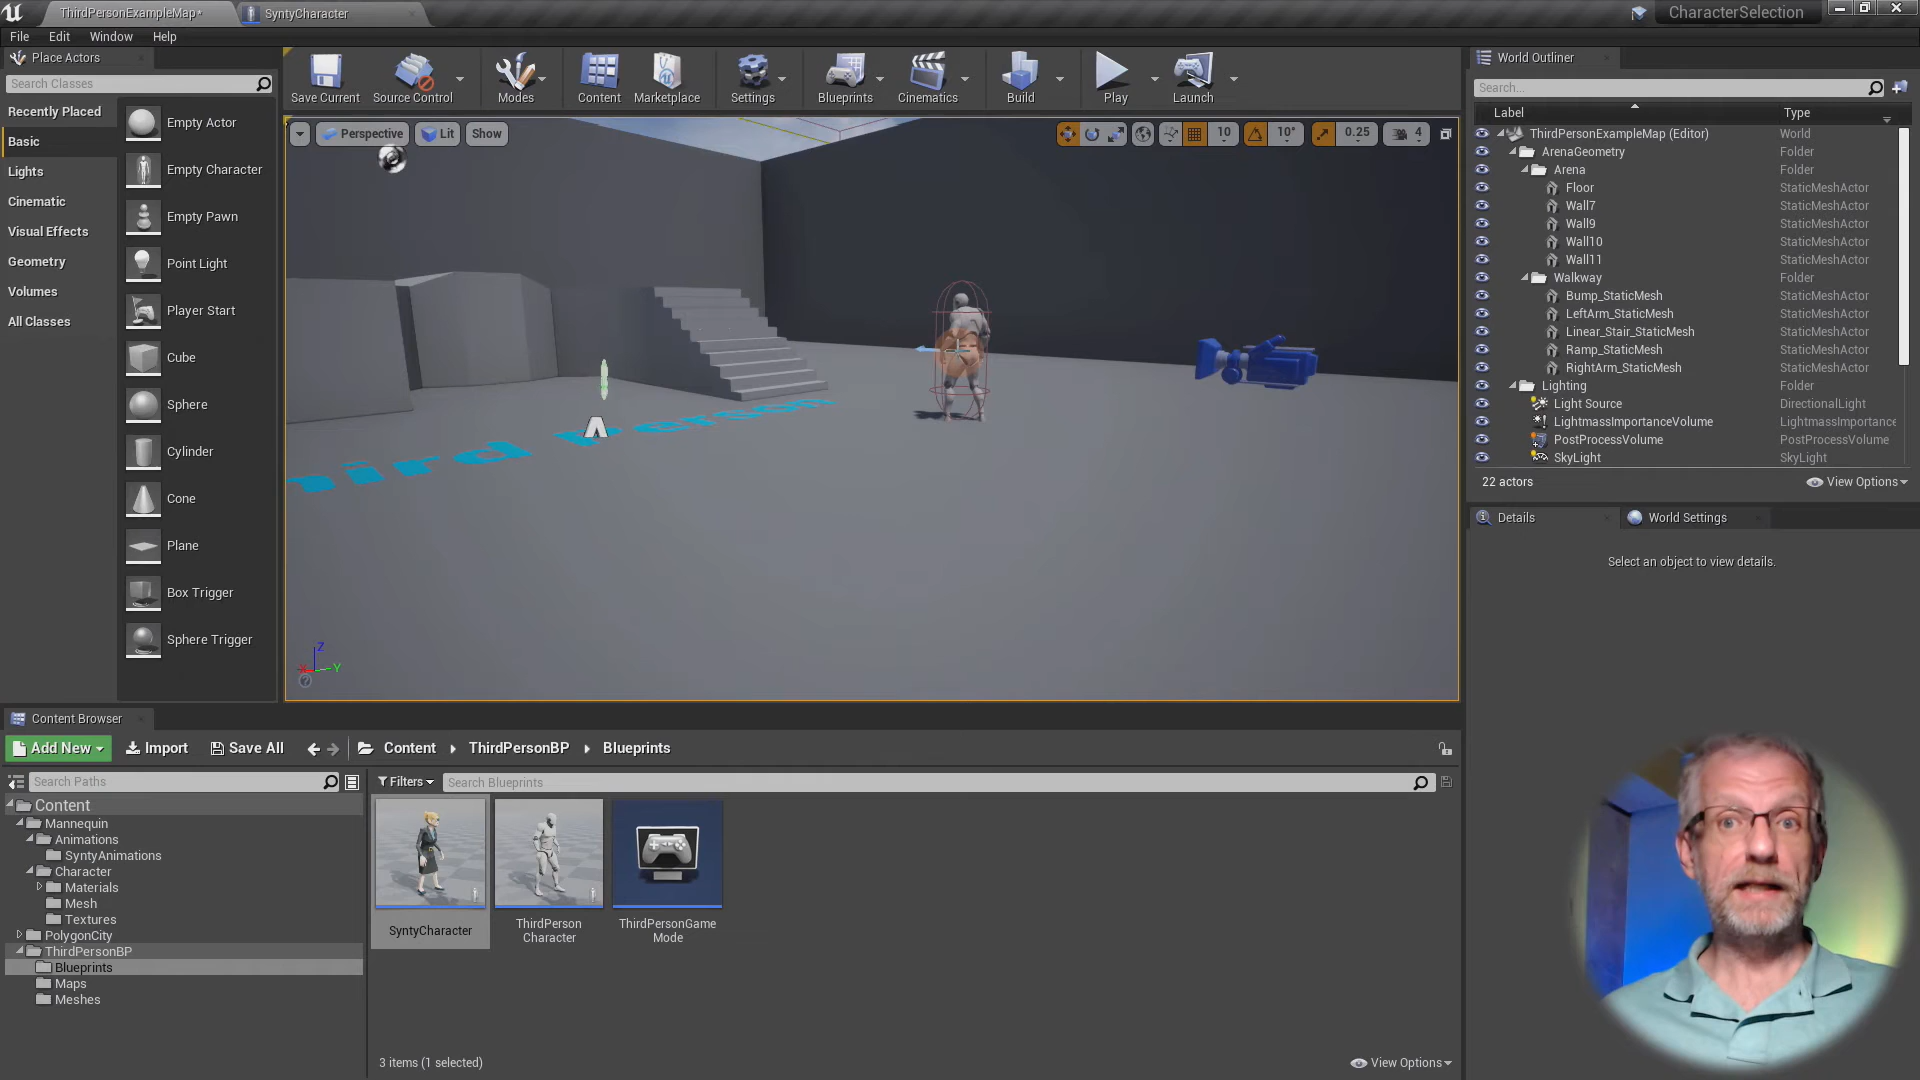 ThirdPersonExampleMap*
SyntyCharacter
CharacterSelection
File Edit Window Help
Place Actors
Search Classes
Recently Placed
Basic
Lights
Cinematic
Visual Effects
Geometry
Volumes
All Classes
Empty Actor
Empty Character
Empty Pawn
Point Light
Player Start
Cube
Sphere
Cylinder
Cone
Plane
Box Trigger
Sphere Trigger
Save Current
Source Control
Modes
Content
Marketplace
Settings
Blueprints
Cinematics
Build
Play
Launch
Perspective
Lit
Show
10
10°
0.25
4
Z
X
Y
World Outliner
Search...
Label Type
ThirdPersonExampleMap (Editor) World
ArenaGeometry Folder
Arena Folder
Floor StaticMeshActor
Wall7 StaticMeshActor
Wall9 StaticMeshActor
Wall10 StaticMeshActor
Wall11 StaticMeshActor
Walkway Folder
Bump_StaticMesh StaticMeshActor
LeftArm_StaticMesh StaticMeshActor
Linear_Stair_StaticMesh StaticMeshActor
Ramp_StaticMesh StaticMeshActor
RightArm_StaticMesh StaticMeshActor
Lighting Folder
Light Source DirectionalLight
LightmassImportanceVolume LightmassImportance
PostProcessVolume PostProcessVolume
SkyLight SkyLight
22 actors
View Options
Details
World Settings
Select an object to view details.
Content Browser
Add New
Import
Save All
Content
ThirdPersonBP
Blueprints
Search Paths
Filters
Search Blueprints
Content
Mannequin
Animations
SyntyAnimations
Character
Materials
Mesh
Textures
PolygonCity
ThirdPersonBP
Blueprints
Maps
Meshes
SyntyCharacter
ThirdPerson
Character
ThirdPersonGame
Mode
3 items (1 selected)
View Options